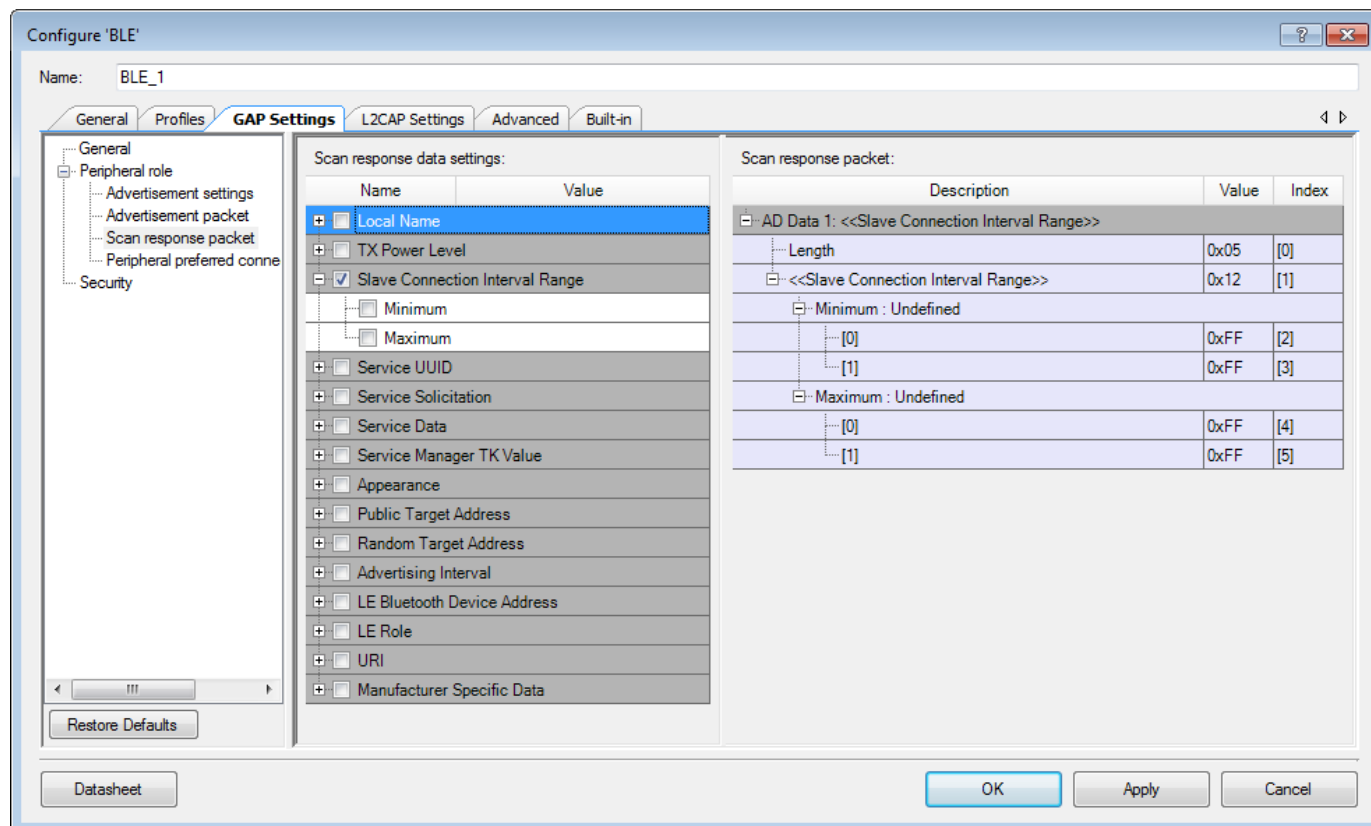 Configure 'BLE'
Name: BLE_1
General Profiles GAP Settings L2CAP Settings Advanced Built-in
General
Peripheral role
Advertisement settings
Advertisement packet
Scan response packet
Peripheral preferred conne
Security
Restore Defaults
Scan response data settings:
Name Value
Local Name
TX Power Level
Slave Connection Interval Range
Minimum
Maximum
Service UUID
Service Solicitation
Service Data
Service Manager TK Value
Appearance
Public Target Address
Random Target Address
Advertising Interval
LE Bluetooth Device Address
LE Role
URI
Manufacturer Specific Data
Scan response packet:
Description Value Index
AD Data 1: <<Slave Connection Interval Range>>
Length 0x05 [0]
<<Slave Connection Interval Range>> 0x12 [1]
Minimum : Undefined
[0] 0xFF [2]
[1] 0xFF [3]
Maximum : Undefined
[0] 0xFF [4]
[1] 0xFF [5]
Datasheet OK Apply Cancel